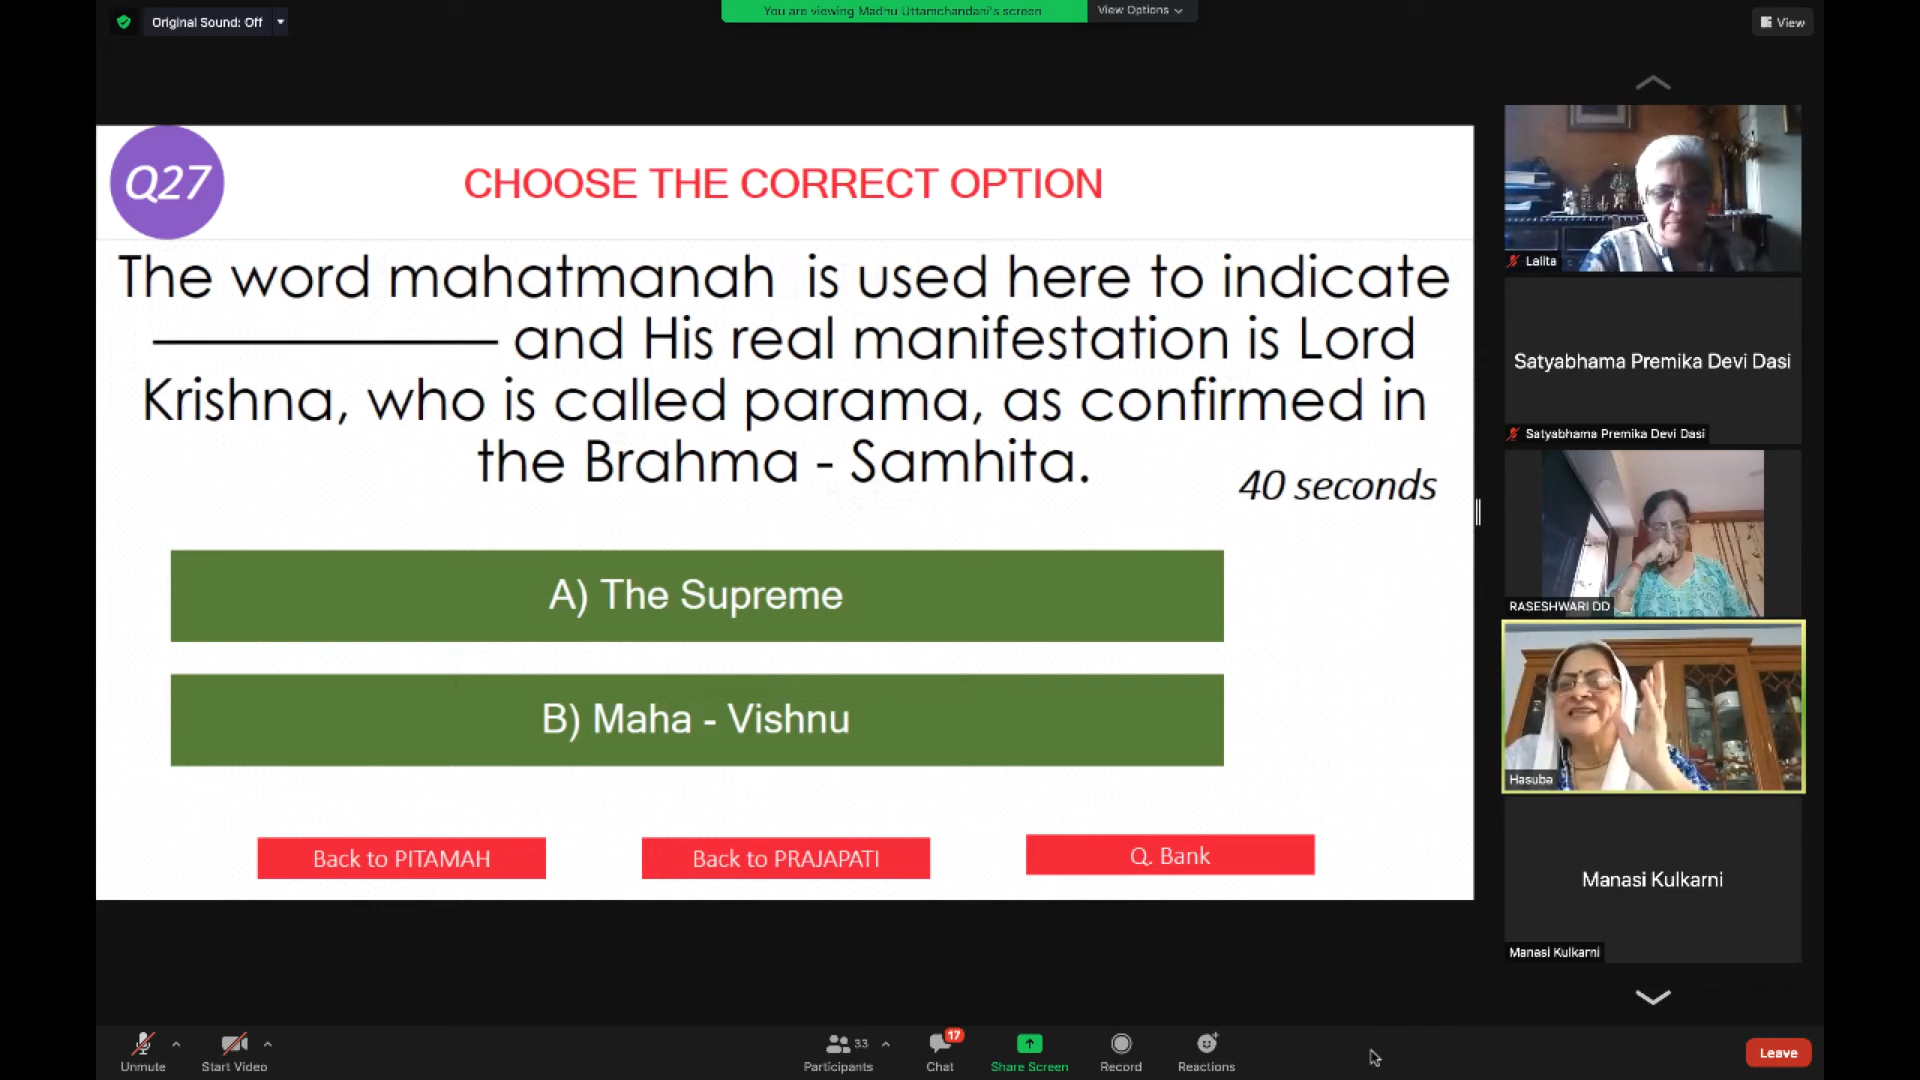 Original Sound: Off
You are viewing Madhu Uttamchandani's screen
View Options
View
Q27
CHOOSE THE CORRECT OPTION
The word mahatmanah is used here to indicate
and His real manifestation is Lord
Krishna, who is called parama, as confirmed in
the Brahma - Samhita.
40 seconds
A) The Supreme
B) Maha - Vishnu
Back to PITAMAH
Back to PRAJAPATI
Q. Bank
Lalita
Satyabhama Premika Devi Dasi
Satyabhama Premika Devi Dasi
RASESHWARI DD
Hasuba
Manasi Kulkarni
Manasi Kulkarni
Unmute
Start Video
33
Participants
17
Chat
Share Screen
Record
Reactions
Leave